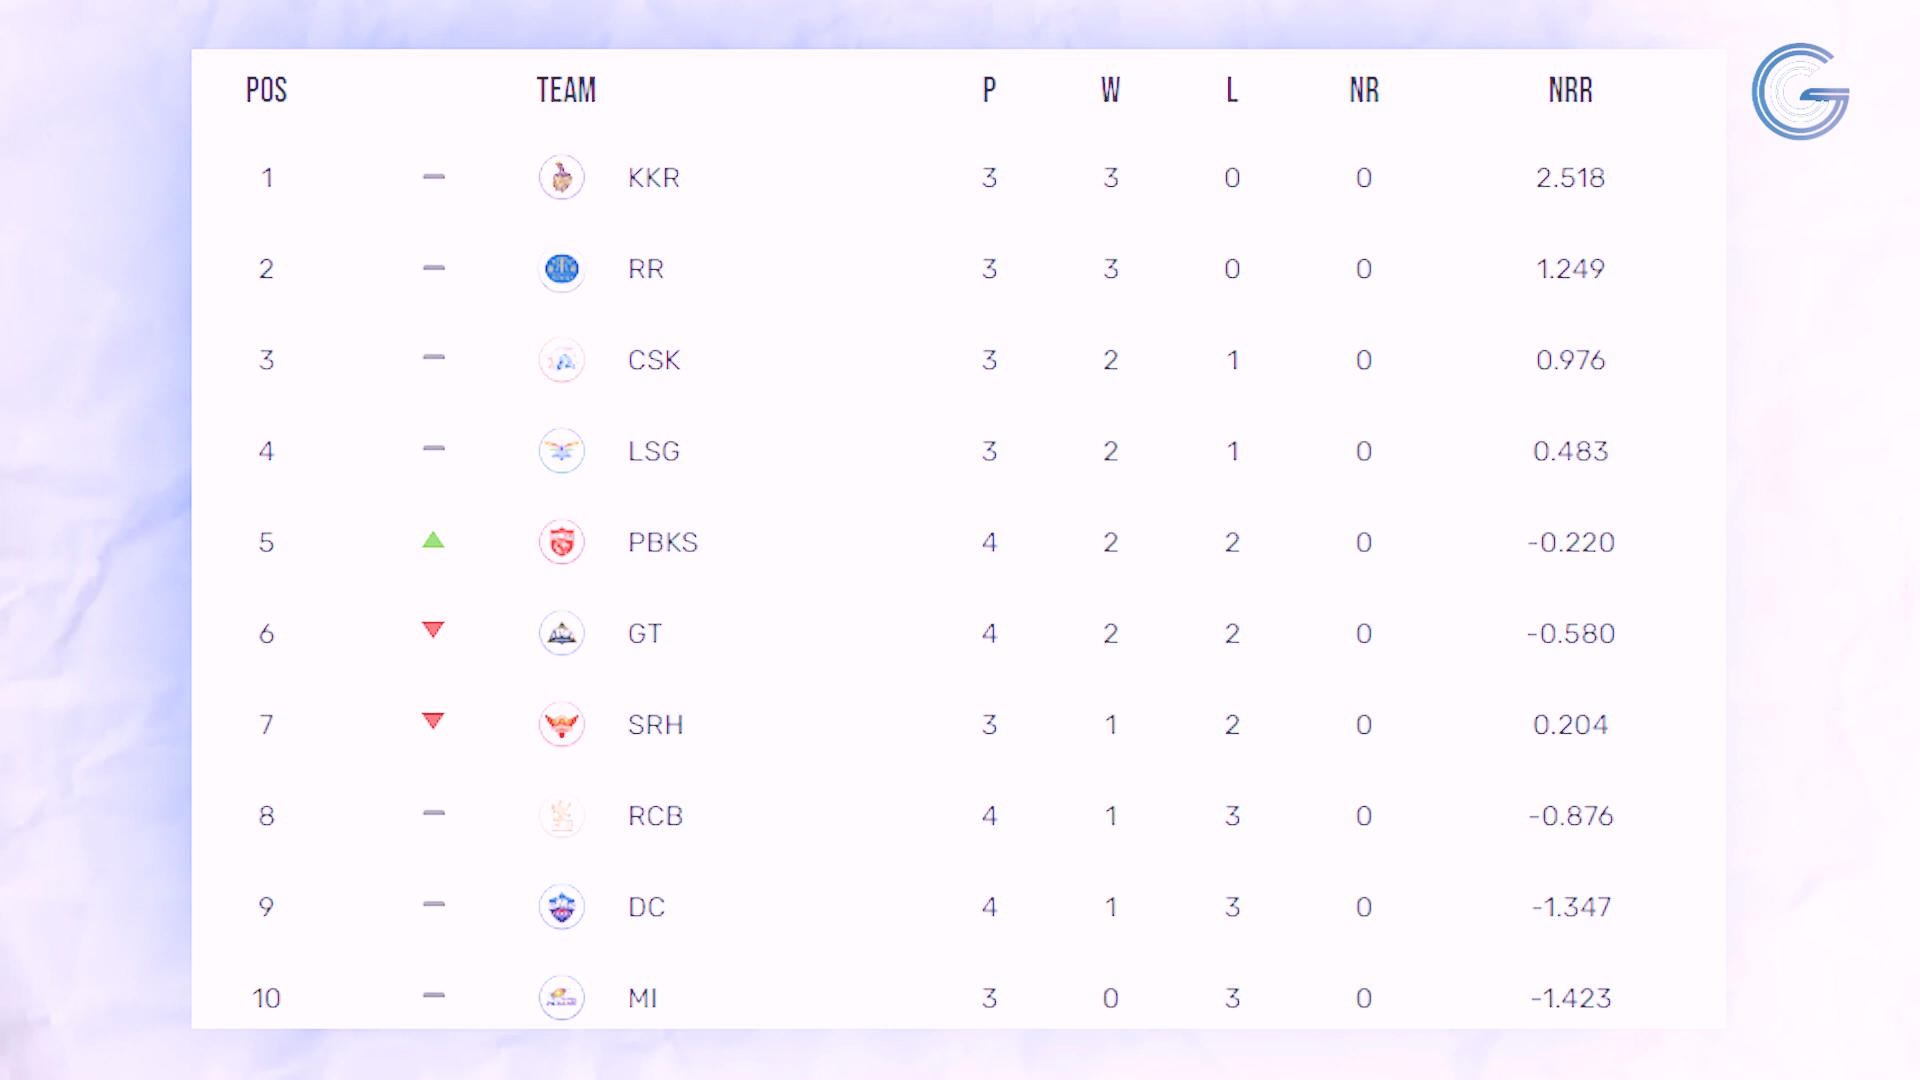 POS TEAM P W L NR NRR
1 KKR 3 3 0 0 2.518
2 RR 3 3 0 0 1.249
3 CSK 3 2 1 0 0.976
4 LSG 3 2 1 0 0.483
5 PBKS 4 2 2 0 -0.220
6 GT 4 2 2 0 -0.580
7 SRH 3 1 2 0 0.204
8 RCB 4 1 3 0 -0.876
9 DC 4 1 3 0 -1.347
10 MI 3 0 3 0 -1.423